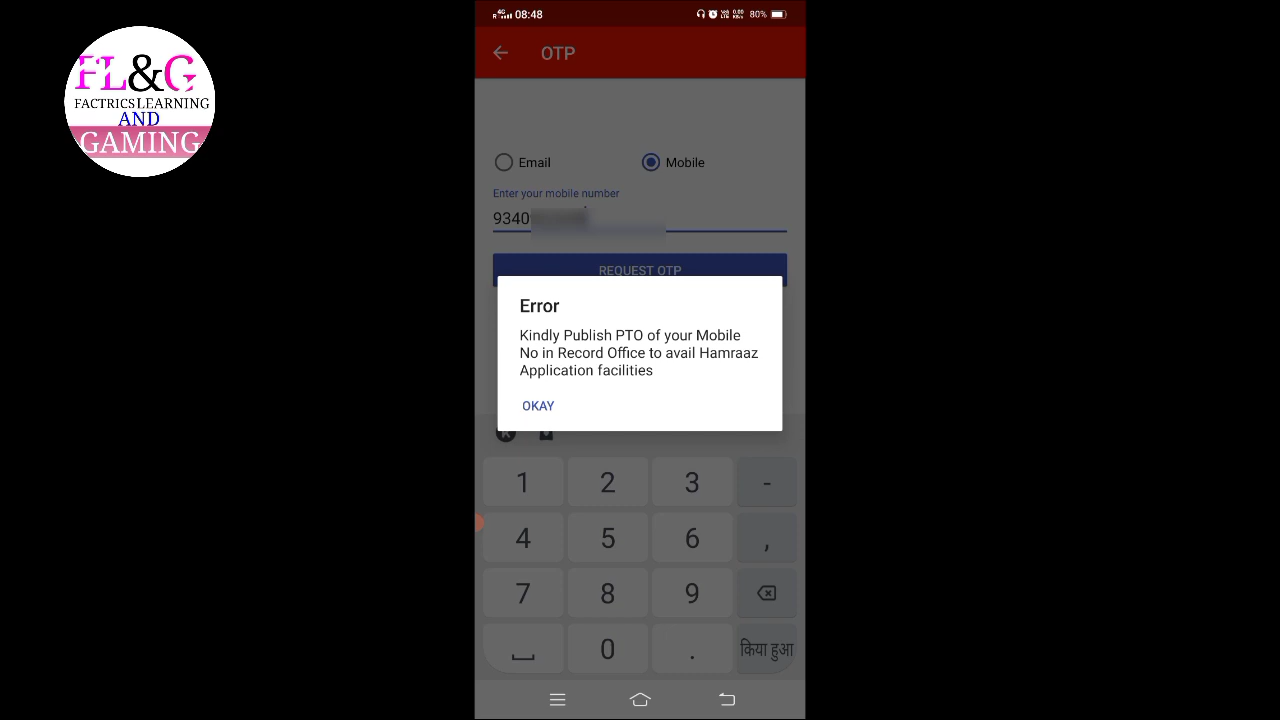 FL&G
FACTRICS LEARNING
AND
GAMING
4G
R
08:48
80%
OTP
Email
Mobile
Enter your mobile number
9340
REQUEST OTP
Error
Kindly Publish PTO of your Mobile
No in Record Office to avail Hamraaz
Application facilities
OKAY
1 2 3 -
4 5 6 ,
7 8 9
0 . किया हुआ